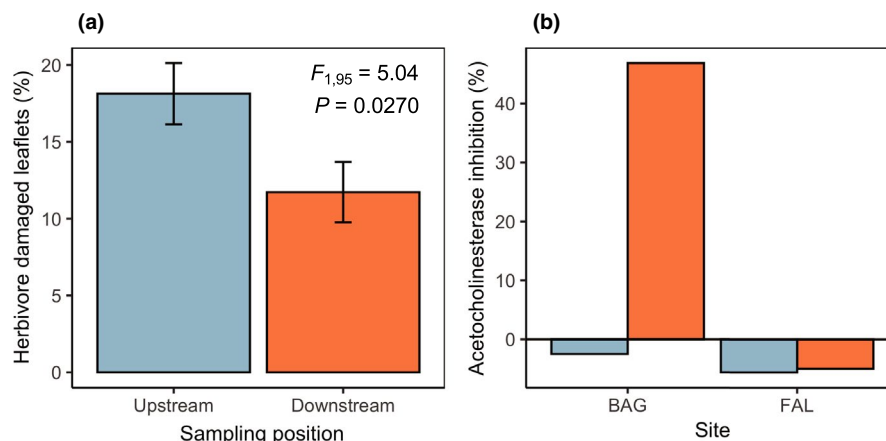 (a)
Herbivore damaged leaflets (%)
20
15
10
5
0
F1,95 = 5.04
P = 0.0270
Upstream
Downstream
Sampling position
(b)
Acetocholinesterase inhibition (%)
40
30
20
10
0
BAG
FAL
Site